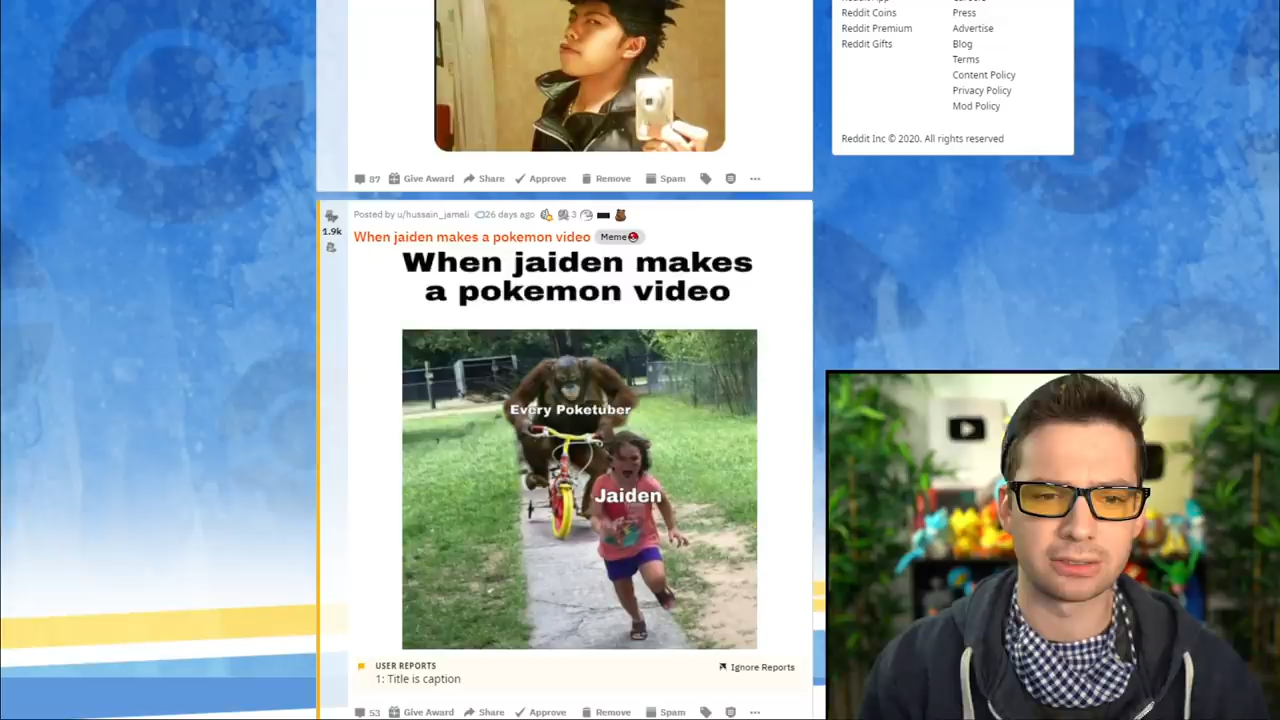 Reddit Coins
Reddit Premium
Reddit Gifts
Press
Advertise
Blog
Terms
Content Policy
Privacy Policy
Mod Policy
Reddit Inc © 2020. All rights reserved
87 Give Award Share Approve Remove Spam ...
Posted by u/hussain_jamali 26 days ago 3
1.9k
When jaiden makes a pokemon video Meme
When jaiden makes
a pokemon video
Every Poketuber
Jaiden
USER REPORTS
Ignore Reports
1: Title is caption
53 Give Award Share Approve Remove Spam ...